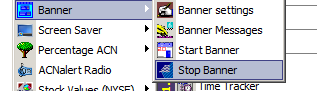 Banner
Screen Saver
Percentage ACN
ACNalert Radio
Stock Values (NYSE)
Banner settings
Banner Messages
Start Banner
Stop Banner
Time Tracker